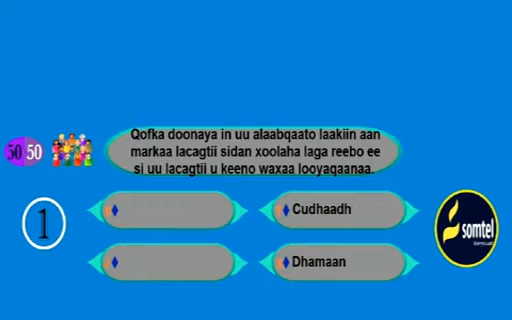 Qofka doonaya in uu alaabqaato laakiin aan
markaa lacagtii sidan xoolaha laga reebo ee
si uu lacagtii u keeno waxaa looyaqaanaa.
50 50
1
Cudhaadh
Dhamaan
somtel